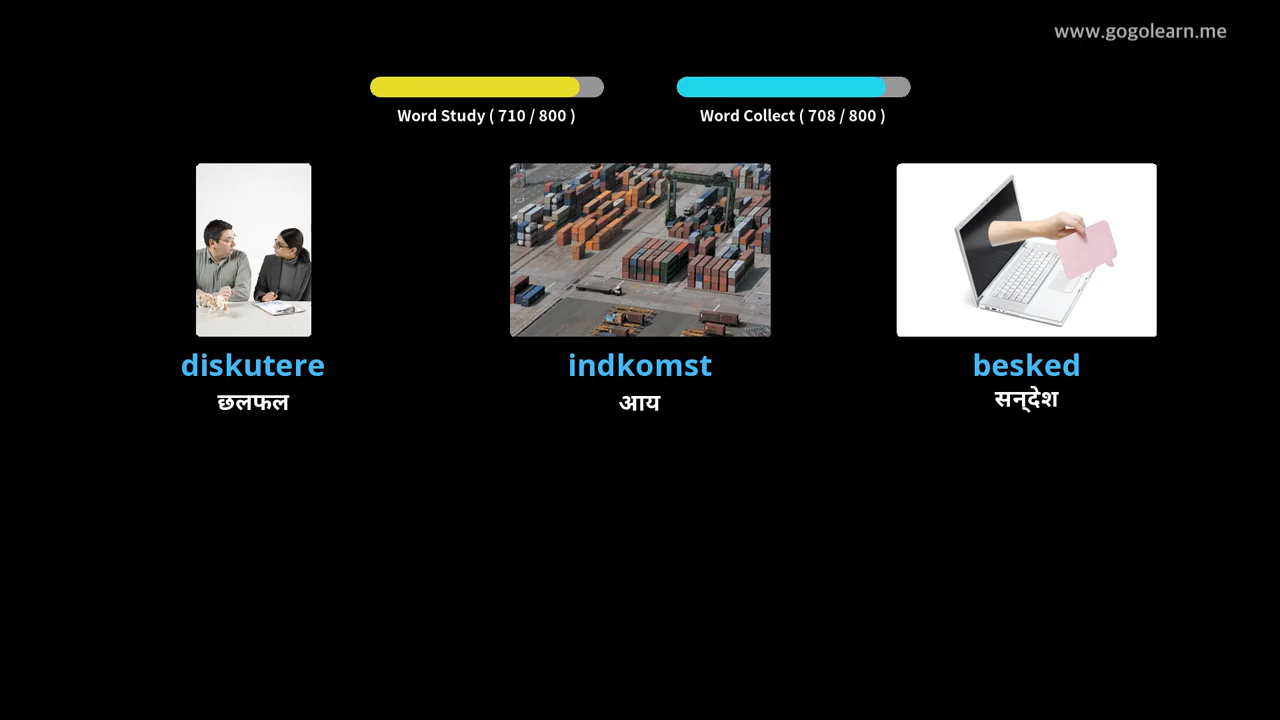 www.gogolearn.me
Word Study ( 710 / 800 ) Word Collect ( 708 / 800 )
diskutere indkomst besked
छलफल आय सन्‌देश